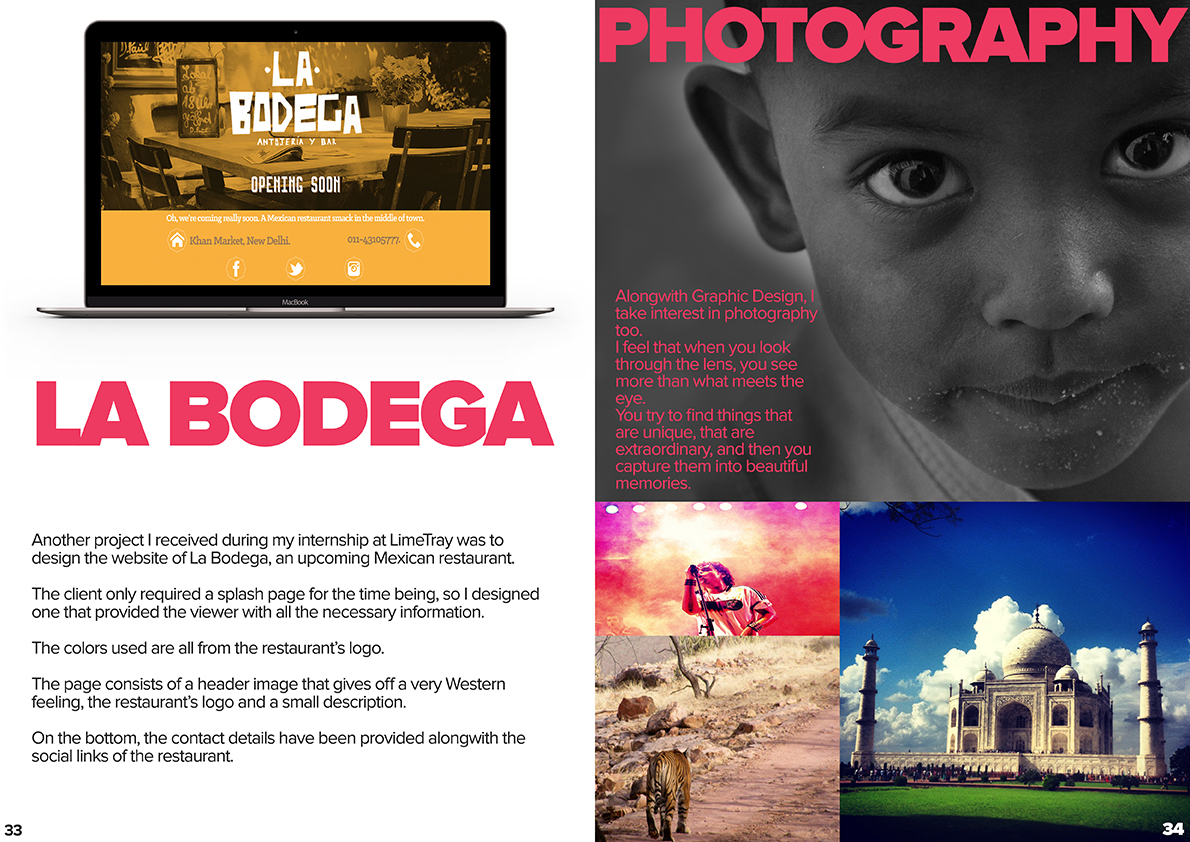 ·LA·
BODEGA
ANTOJERÍA Y BAR
OPENING SOON
Oh, we're coming really soon. A Mexican restaurant smack in the middle of town.
Khan Market, New Delhi.
011-43105777.
MacBook
LA BODEGA
Another project I received during my internship at LimeTray was to
design the website of La Bodega, an upcoming Mexican restaurant.
The client only required a splash page for the time being, so I designed
one that provided the viewer with all the necessary information.
The colors used are all from the restaurant's logo.
The page consists of a header image that gives off a very Western
feeling, the restaurant's logo and a small description.
On the bottom, the contact details have been provided alongwith the
social links of the restaurant.
33
PHOTOGRAPHY
Alongwith Graphic Design, I
take interest in photography
too.
I feel that when you look
through the lens, you see
more than what meets the
eye.
You try to find things that
are unique, that are
extraordinary, and then you
capture them into beautiful
memories.
34